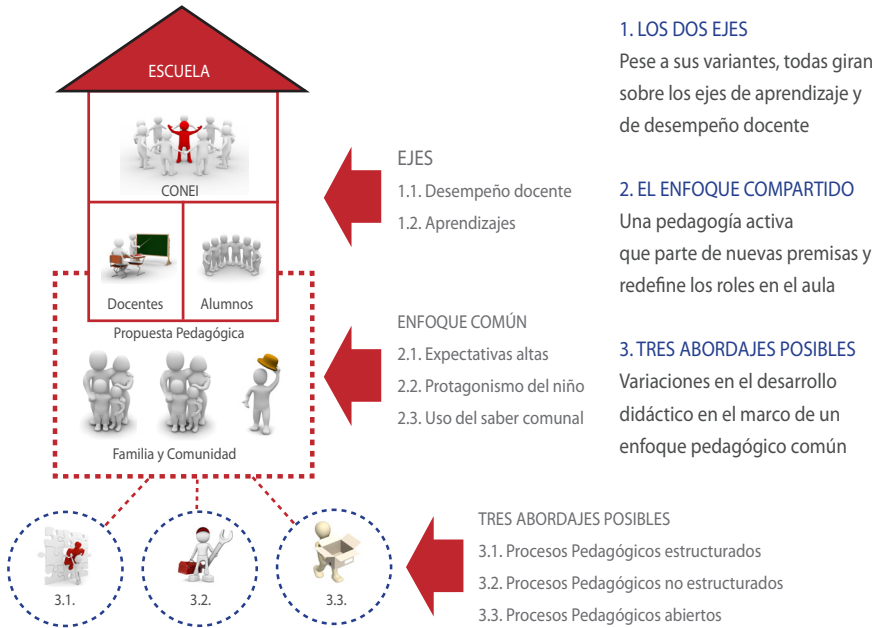 ESCUELA
CONEI
Docentes
Alumnos
Propuesta Pedagógica
Familia y Comunidad
3.1.
3.2.
3.3.
EJES
1.1. Desempeño docente
1.2. Aprendizajes
ENFOQUE COMÚN
2.1. Expectativas altas
2.2. Protagonismo del niño
2.3. Uso del saber comunal
TRES ABORDAJES POSIBLES
3.1. Procesos Pedagógicos estructurados
3.2. Procesos Pedagógicos no estructurados
3.3. Procesos Pedagógicos abiertos
1. LOS DOS EJES
Pese a sus variantes, todas giran
sobre los ejes de aprendizaje y
de desempeño docente
2. EL ENFOQUE COMPARTIDO
Una pedagogía activa
que parte de nuevas premisas y
redefine los roles en el aula
3. TRES ABORDAJES POSIBLES
Variaciones en el desarrollo
didáctico en el marco de un
enfoque pedagógico común